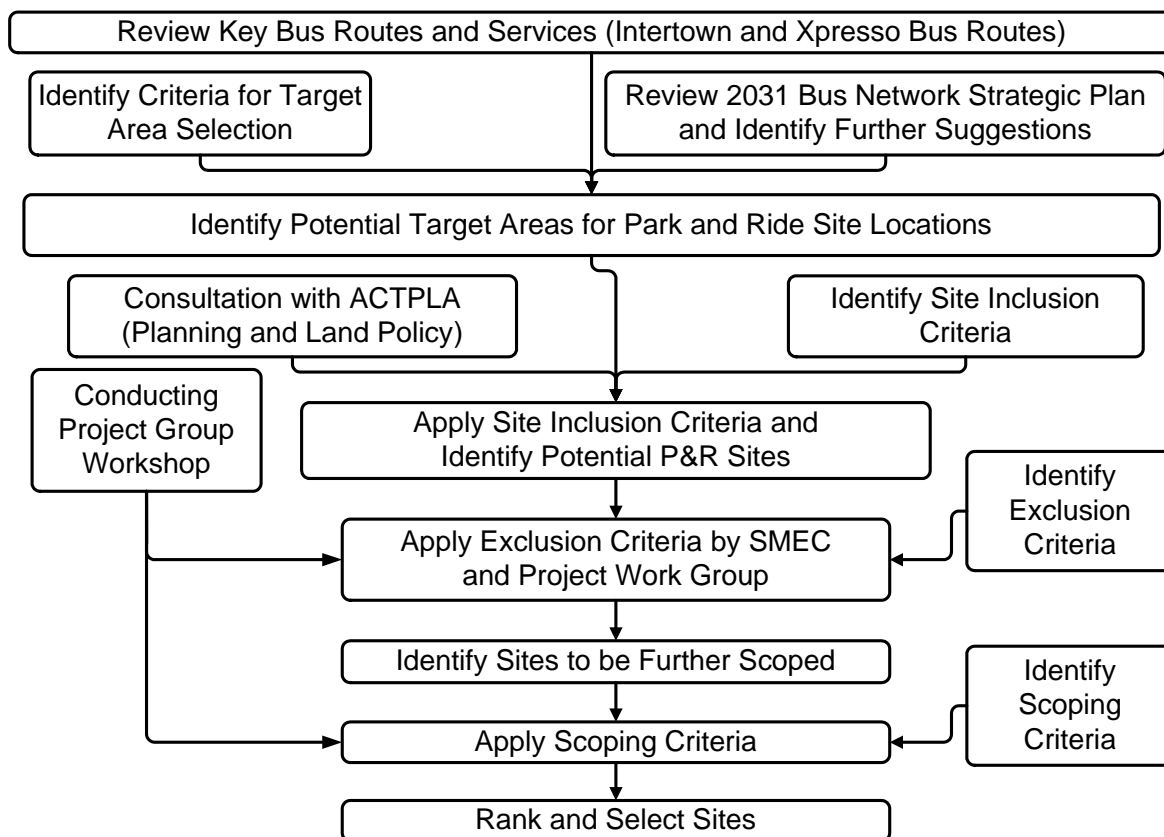 Review Key Bus Routes and Services (Intertown and Xpresso Bus Routes)
Identify Criteria for Target
Area Selection
Review 2031 Bus Network Strategic Plan
and Identify Further Suggestions
Identify Potential Target Areas for Park and Ride Site Locations
Consultation with ACTPLA
(Planning and Land Policy)
Identify Site Inclusion
Criteria
Conducting
Project Group
Workshop
Apply Site Inclusion Criteria and
Identify Potential P&R Sites
Identify
Exclusion
Criteria
Apply Exclusion Criteria by SMEC
and Project Work Group
Identify Sites to be Further Scoped
Identify
Scoping
Criteria
Apply Scoping Criteria
Rank and Select Sites